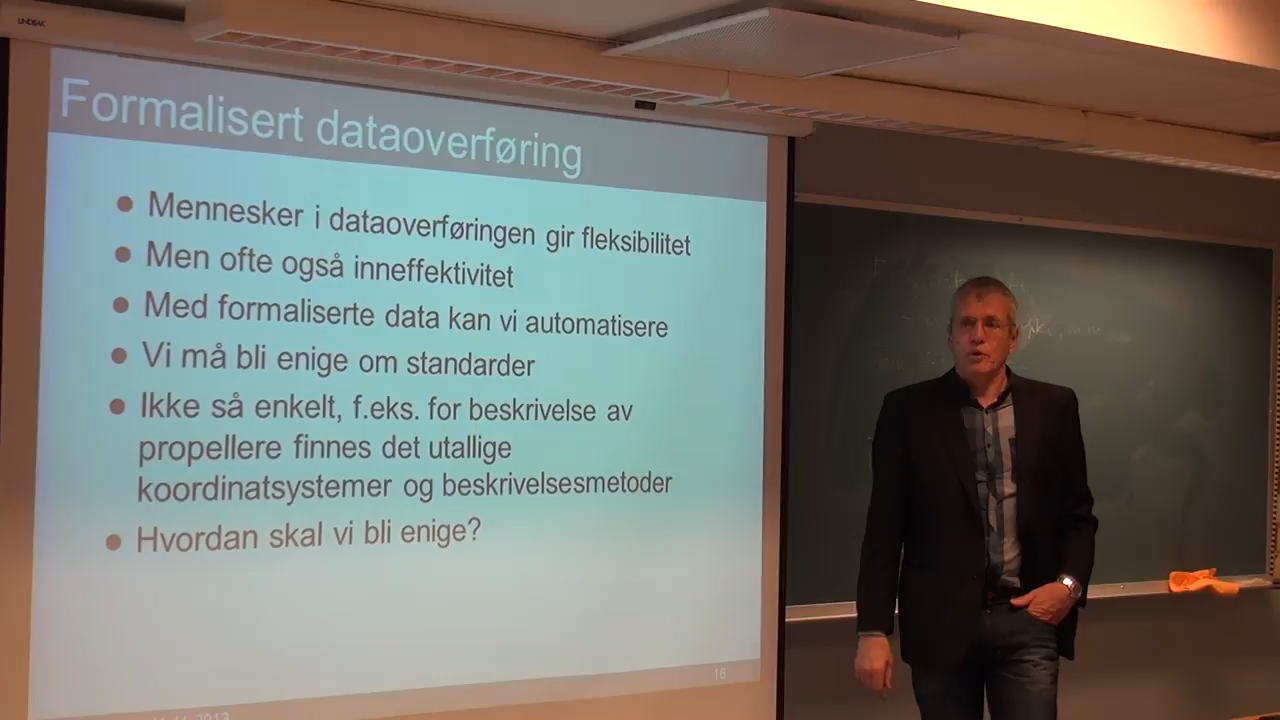 Formalisert dataoverføring
• Mennesker i dataoverføringen gir fleksibilitet
• Men ofte også inneffektivitet
• Med formaliserte data kan vi automatisere
• Vi må bli enige om standarder
• Ikke så enkelt, f.eks. for beskrivelse av
propellere finnes det utallige
koordinatsystemer og beskrivelsesmetoder
• Hvordan skal vi bli enige?
16